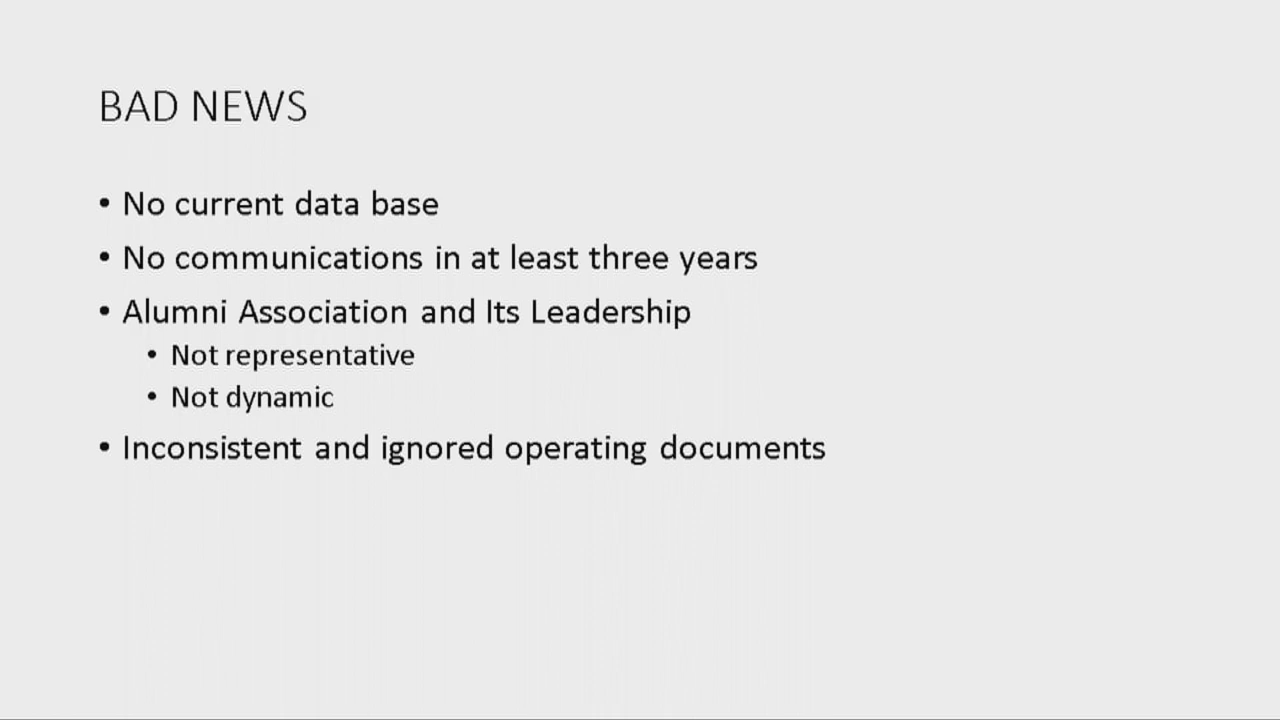 BAD NEWS
• No current data base
• No communications in at least three years
• Alumni Association and Its Leadership
• Not representative
• Not dynamic
• Inconsistent and ignored operating documents